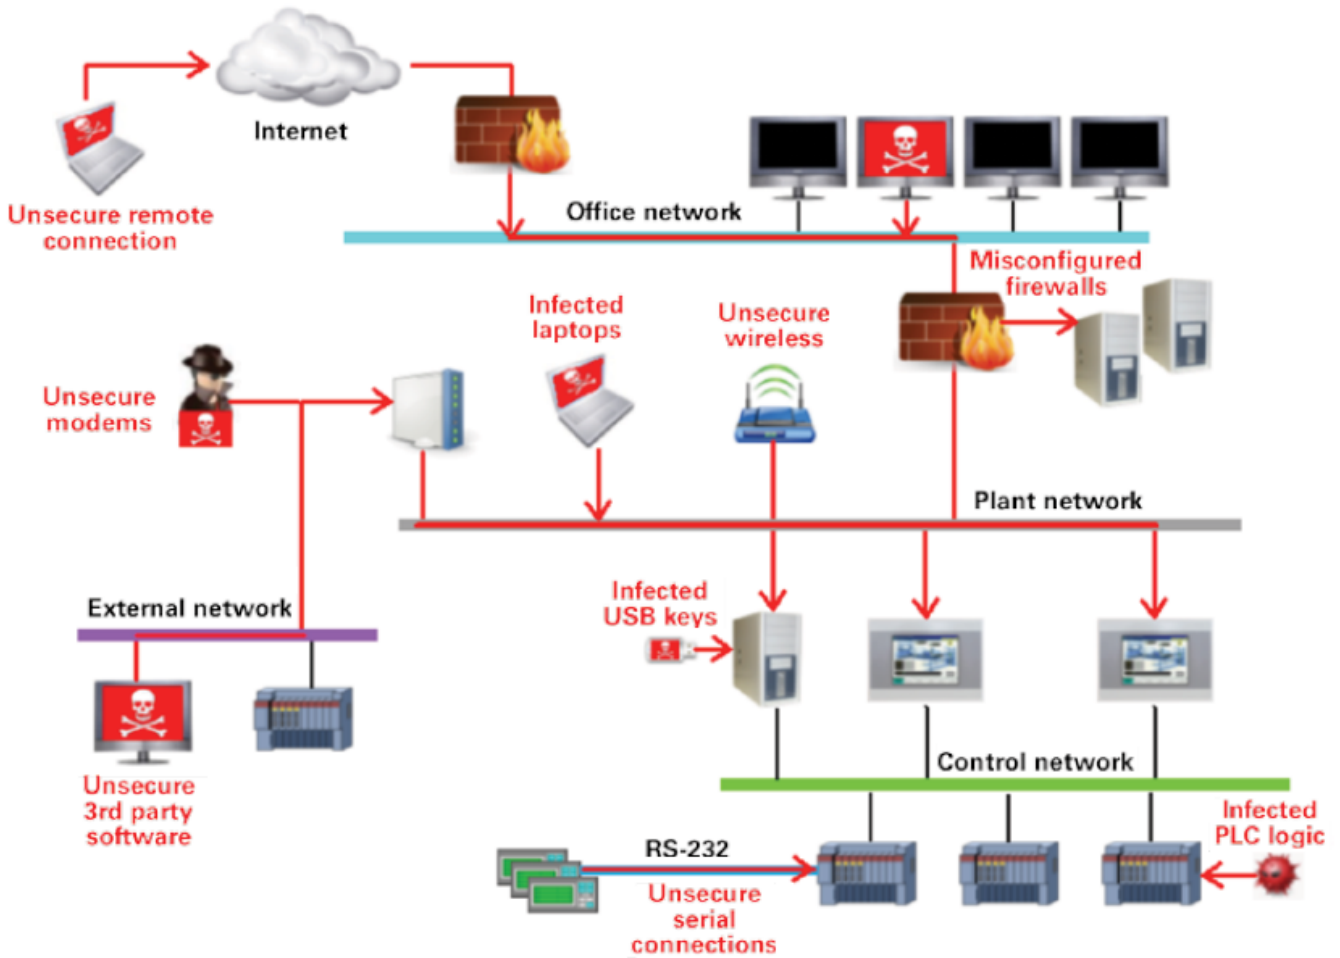 Internet
Unsecure remote
connection
Office network
Misconfigured
firewalls
Infected
laptops
Unsecure
wireless
Unsecure
modems
Plant network
Infected
USB keys
External network
Control network
Unsecure
3rd party
software
Infected
PLC logic
RS-232
Unsecure
serial
connections